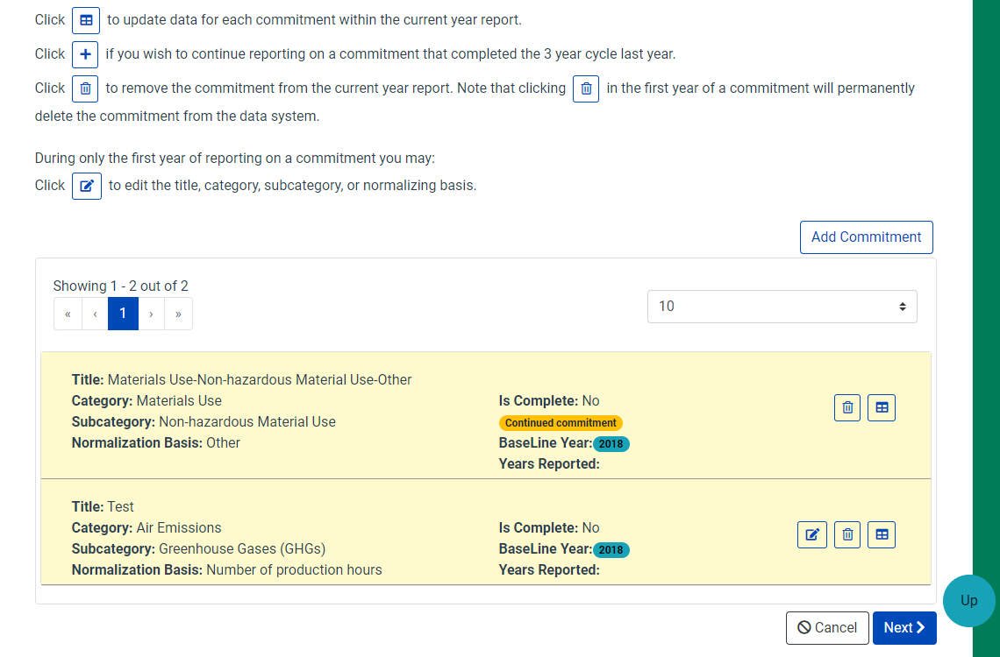 Click to update data for each commitment within the current year report.
Click if you wish to continue reporting on a commitment that completed the 3 year cycle last year.
Click to remove the commitment from the current year report. Note that clicking in the first year of a commitment will permanently
delete the commitment from the data system.
During only the first year of reporting on a commitment you may:
Click to edit the title, category, subcategory, or normalizing basis.
Add Commitment
Showing 1 - 2 out of 2
« ‹ 1 › »
10
Title: Materials Use-Non-hazardous Material Use-Other
Category: Materials Use
Subcategory: Non-hazardous Material Use
Normalization Basis: Other
Is Complete: No
Continued commitment
BaseLine Year: 2018
Years Reported:
Title: Test
Category: Air Emissions
Subcategory: Greenhouse Gases (GHGs)
Normalization Basis: Number of production hours
Is Complete: No
BaseLine Year: 2018
Years Reported:
Up
Cancel
Next